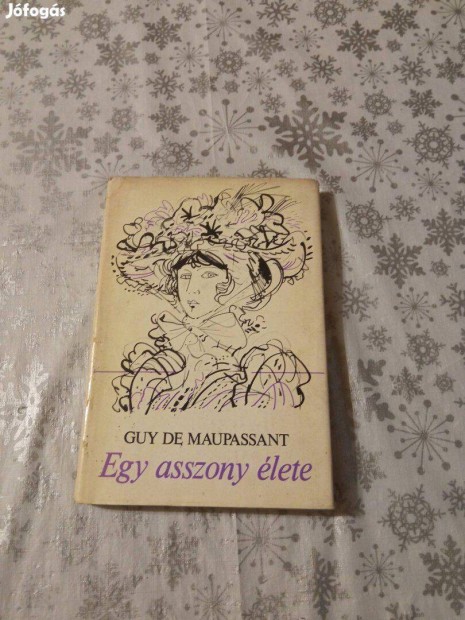 Jófogás
GUY DE MAUPASSANT
Egy asszony élete